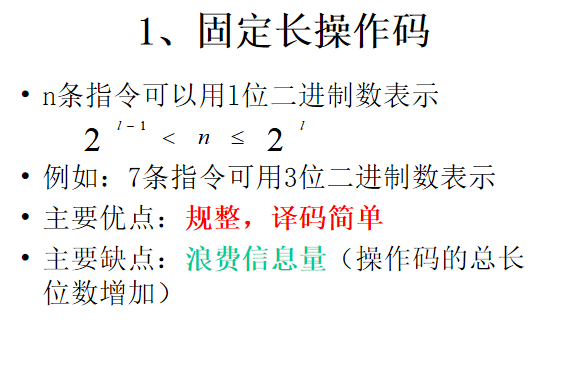 1、固定长操作码
• n条指令可以用l位二进制数表示
2^{l-1} < n ≤ 2^{l}
• 例如：7条指令可用3位二进制数表示
• 主要优点：规整，译码简单
• 主要缺点：浪费信息量（操作码的总长
位数增加）